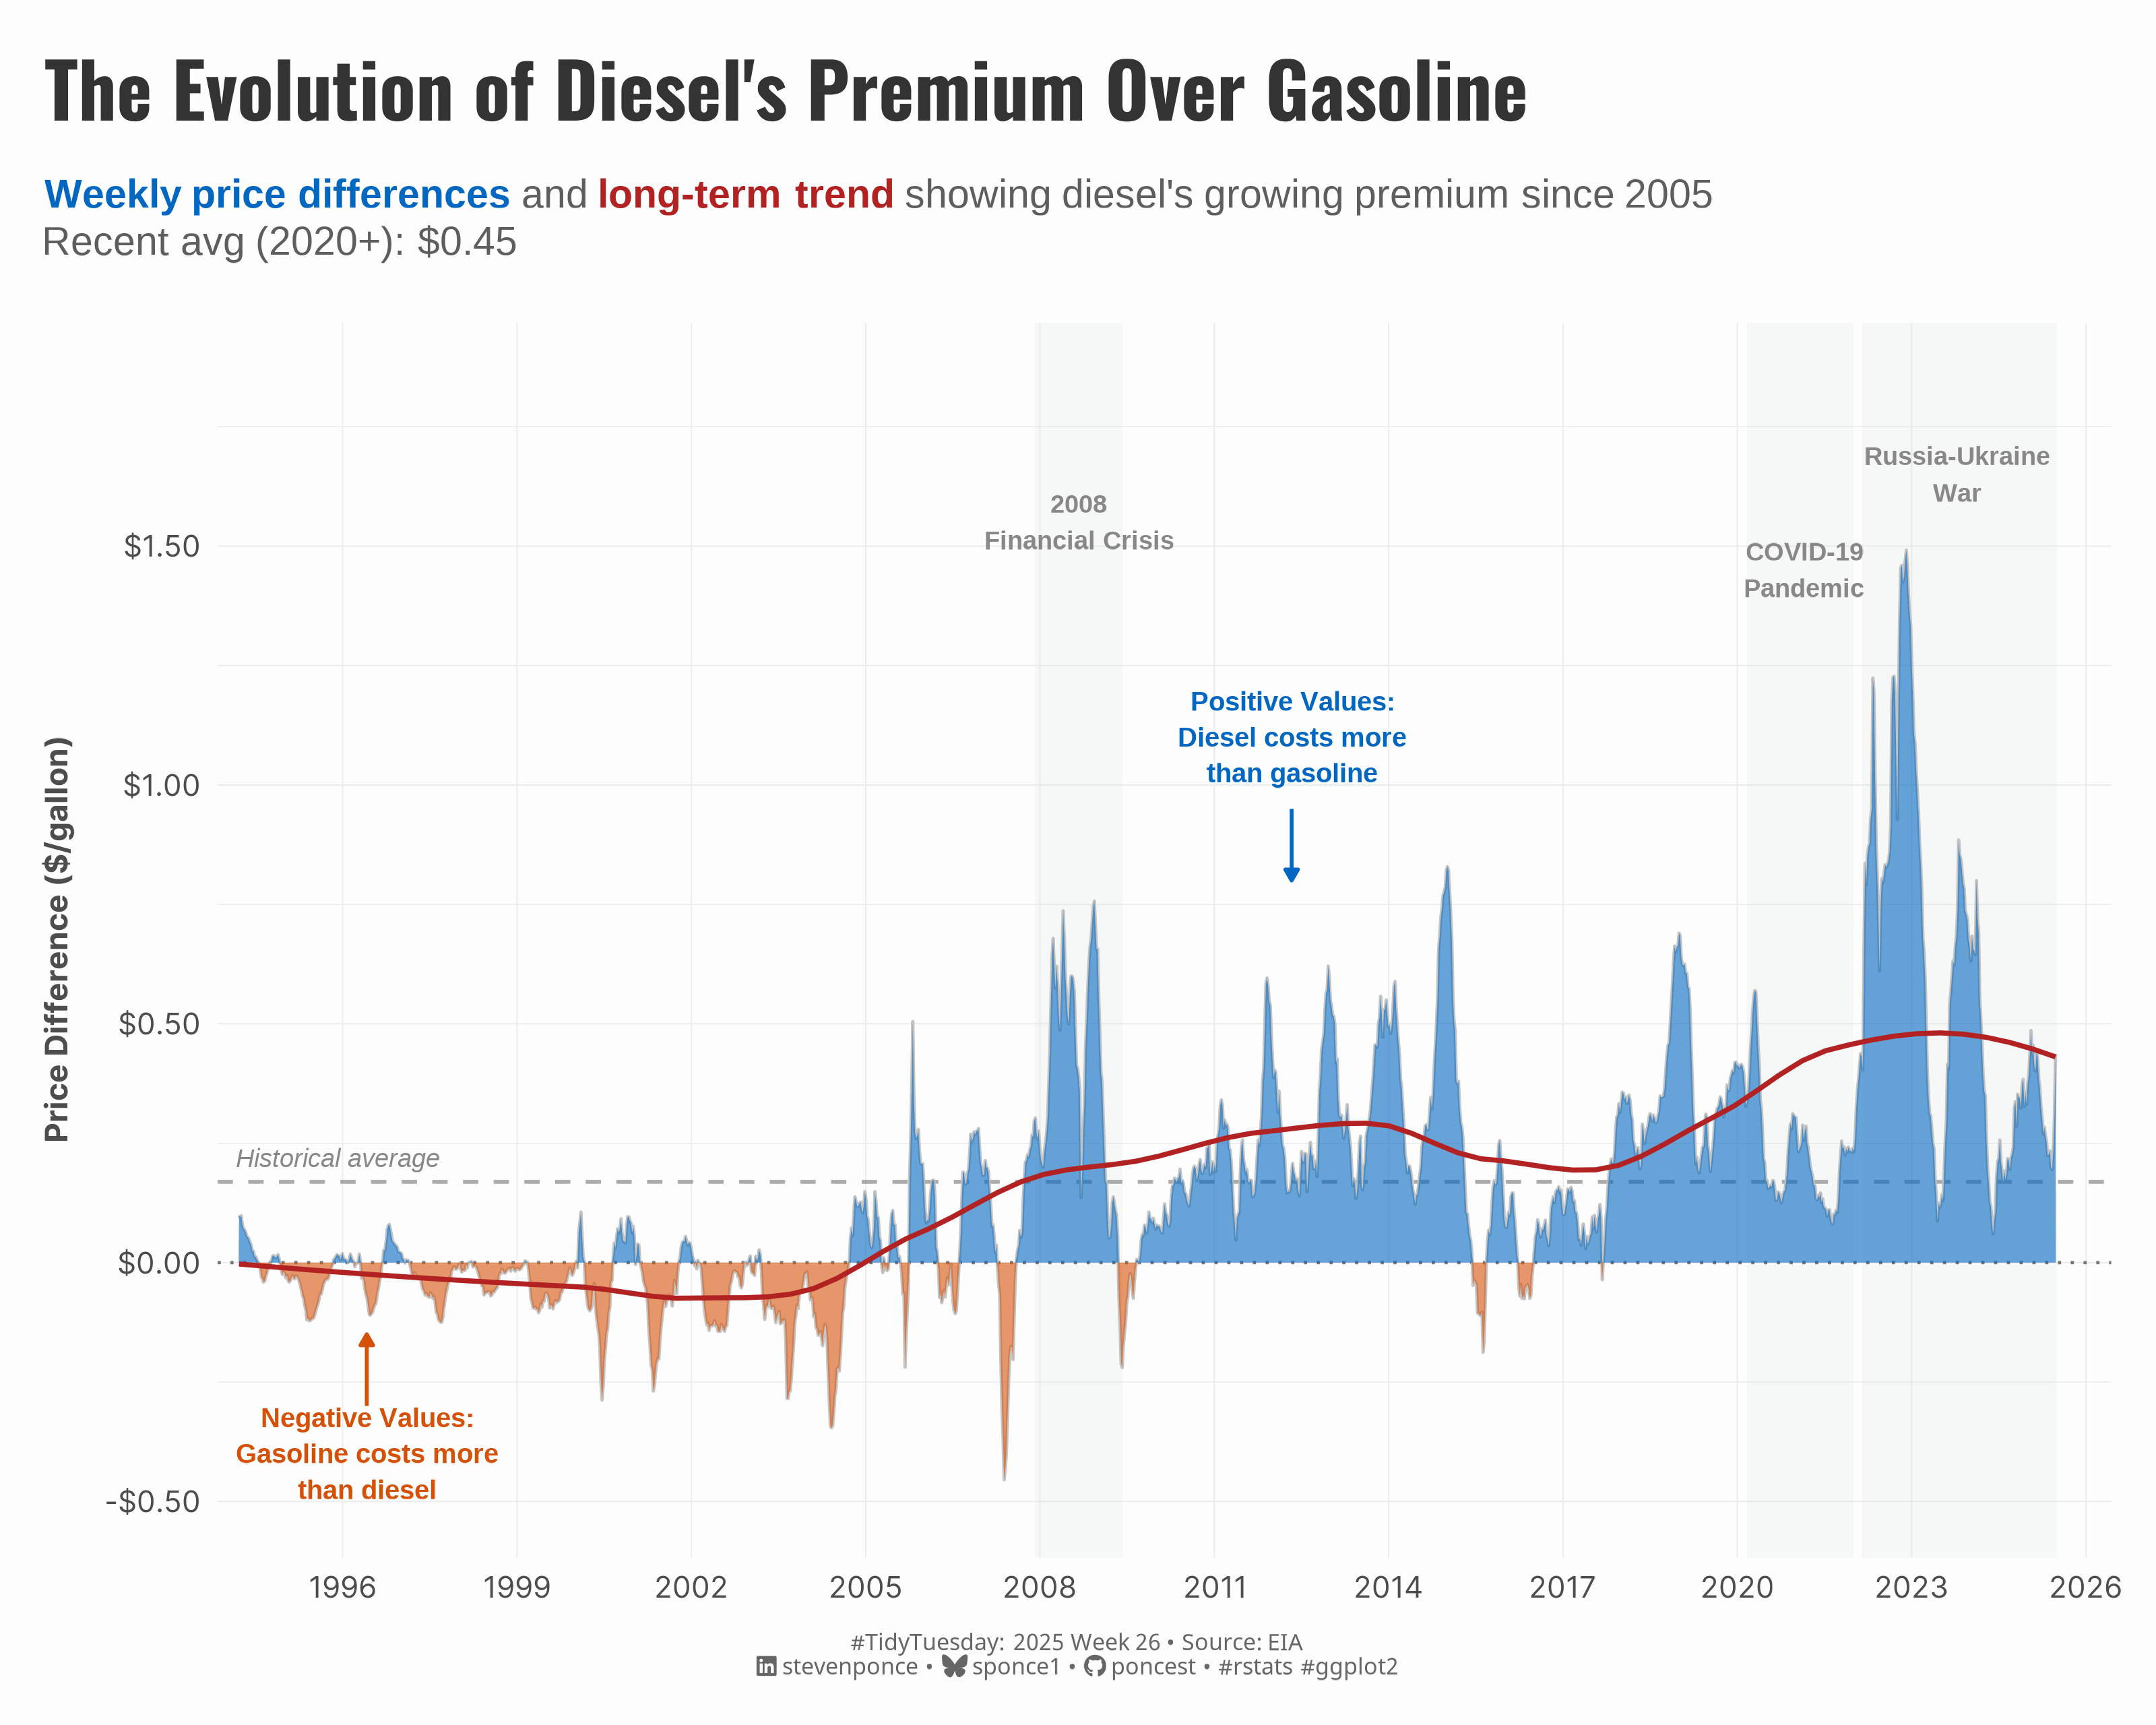 The Evolution of Diesel's Premium Over Gasoline
Weekly price differences and long-term trend showing diesel's growing premium since 2005
Recent avg (2020+): $0.45
Russia-Ukraine
War
2008
Financial Crisis
COVID-19
Pandemic
Positive Values:
Diesel costs more
than gasoline
Historical average
Negative Values:
Gasoline costs more
than diesel
Price Difference ($/gallon)
$1.50
$1.00
$0.50
$0.00
-$0.50
1996 1999 2002 2005 2008 2011 2014 2017 2020 2023 2026
#TidyTuesday: 2025 Week 26 • Source: EIA
in stevenponce • sponce1 • poncest • #rstats #ggplot2